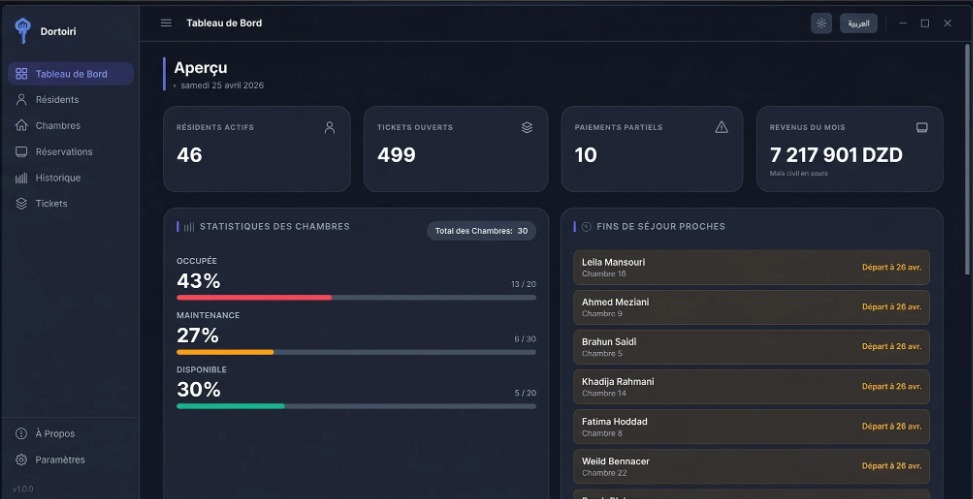 Dortoiri
Tableau de Bord
العربية
Tableau de Bord
Résidents
Chambres
Réservations
Historique
Tickets
À Propos
Paramètres
v1.0.0
Aperçu
samedi 25 avril 2026
RÉSIDENTS ACTIFS
46
TICKETS OUVERTS
499
PAIEMENTS PARTIELS
10
REVENUS DU MOIS
7 217 901 DZD
STATISTIQUES DES CHAMBRES
Total des Chambres: 30
OCCUPÉE
43%
13 / 20
MAINTENANCE
27%
6 / 30
DISPONIBLE
30%
5 / 20
FINS DE SÉJOUR PROCHES
Leila Mansouri
Chambre 16
Départ à 26 avr.
Ahmed Meziani
Chambre 9
Départ à 26 avr.
Brahun Saidi
Chambre 5
Départ à 26 avr.
Khadija Rahmani
Chambre 14
Départ à 26 avr.
Fatima Hoddad
Chambre 8
Départ à 26 avr.
Weild Bennacer
Chambre 22
Départ à 26 avr.